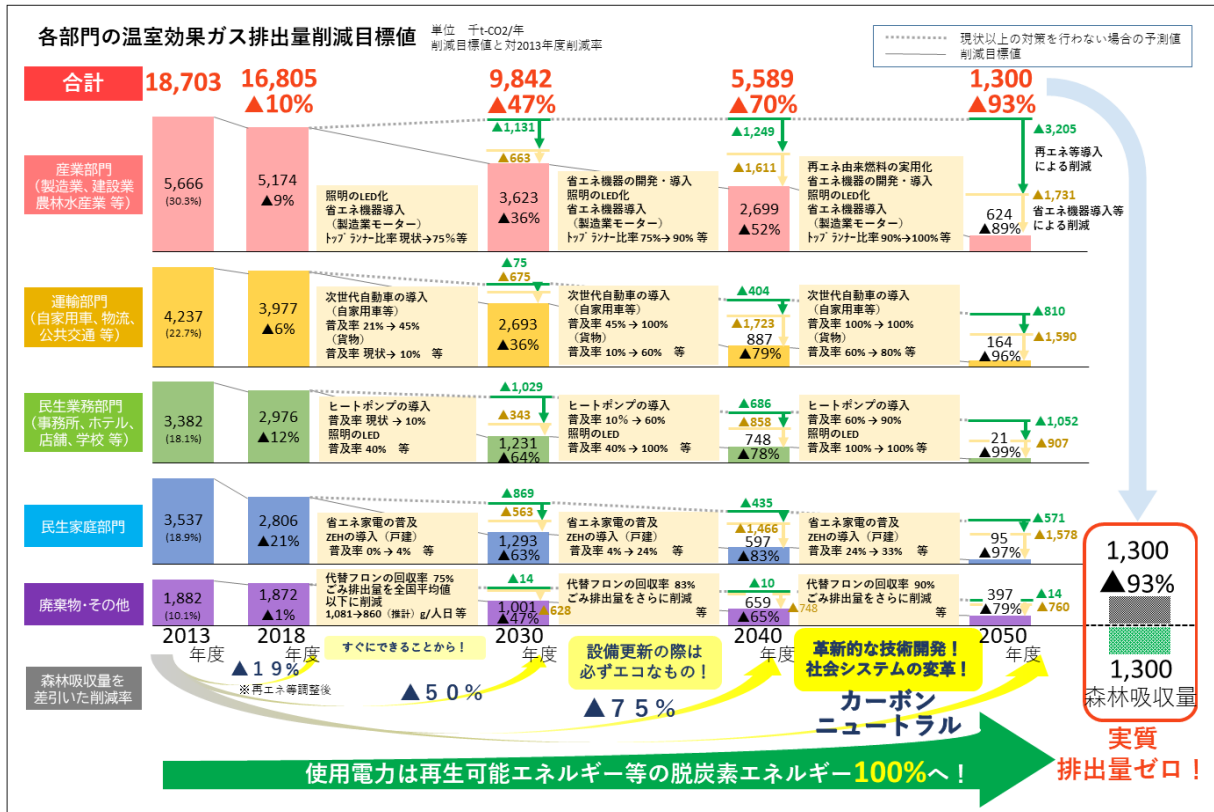 各部門の温室効果ガス排出量削減目標値
単位　千t-CO2/年
削減目標値と対2013年度削減率
現状以上の対策を行わない場合の予測値
削減目標値
合計
18,703
16,805
▲10%
9,842
▲47%
5,589
▲70%
1,300
▲93%
産業部門
（製造業、建設業
農林水産業 等）
5,666
(30.3%)
5,174
▲9%
照明のLED化
省エネ機器導入
（製造業モーター）
ﾄｯﾌﾟﾗﾝﾅｰ比率 現状→75%等
▲1,131
▲663
3,623
▲36%
省エネ機器の開発・導入
照明のLED化
省エネ機器導入
（製造業モーター）
ﾄｯﾌﾟﾗﾝﾅｰ比率 75%→90% 等
▲1,249
▲1,611
2,699
▲52%
再エネ由来燃料の実用化
省エネ機器の開発・導入
照明のLED化
省エネ機器導入
（製造業モーター）
ﾄｯﾌﾟﾗﾝﾅｰ比率 90%→100% 等
▲3,205
再エネ等導入
による削減
▲1,731
省エネ機器導入等
による削減
624
▲89%
運輸部門
（自家用車、物流、
公共交通 等）
4,237
(22.7%)
3,977
▲6%
次世代自動車の導入
（自家用車等）
普及率 21% → 45%
（貨物）
普及率 現状→ 10%　等
▲75
▲675
2,693
▲36%
次世代自動車の導入
（自家用車等）
普及率 45% → 100%
（貨物）
普及率 10% → 60%　等
▲404
▲1,723
887
▲79%
次世代自動車の導入
（自家用車等）
普及率 100% → 100%
（貨物）
普及率 60% → 80% 等
▲810
▲1,590
164
▲96%
民生業務部門
（事務所、ホテル、
店舗、学校 等）
3,382
(18.1%)
2,976
▲12%
ヒートポンプの導入
普及率 現状 → 10%
照明のLED
普及率 40%　等
▲1,029
▲343
1,231
▲64%
ヒートポンプの導入
普及率 10% → 60%
照明のLED
普及率 40% → 100%　等
▲686
▲858
748
▲78%
ヒートポンプの導入
普及率 60% → 90%
照明のLED
普及率 100% → 100% 等
▲1,052
▲907
21
▲99%
民生家庭部門
3,537
(18.9%)
2,806
▲21%
省エネ家電の普及
ZEHの導入（戸建）
普及率 0% → 4%　等
▲869
▲563
1,293
▲63%
省エネ家電の普及
ZEHの導入（戸建）
普及率 4% → 24%　等
▲435
▲1,466
597
▲83%
省エネ家電の普及
ZEHの導入（戸建）
普及率 24% → 33%　等
▲571
▲1,578
95
▲97%
廃棄物・その他
1,882
(10.1%)
1,872
▲1%
代替フロンの回収率 75%
ごみ排出量を全国平均値
以下に削減
1,081→860（推計）g/人日 等
▲14
1,001
▲628
▲47%
代替フロンの回収率 83%
ごみ排出量をさらに削減
等
▲10
659
▲748
▲65%
代替フロンの回収率 90%
ごみ排出量をさらに削減
等
397
▲14
▲79%
▲760
2013
年度
2018
年度
2030
年度
2040
年度
2050
年度
すぐにできることから！
設備更新の際は
必ずエコなもの！
革新的な技術開発！
社会システムの変革！
森林吸収量を
差引いた削減率
▲19%
※再エネ等調整後
▲50%
▲75%
カーボン
ニュートラル
1,300
▲93%
1,300
森林吸収量
実質
排出量ゼロ！
使用電力は再生可能エネルギー等の脱炭素エネルギー100%へ！